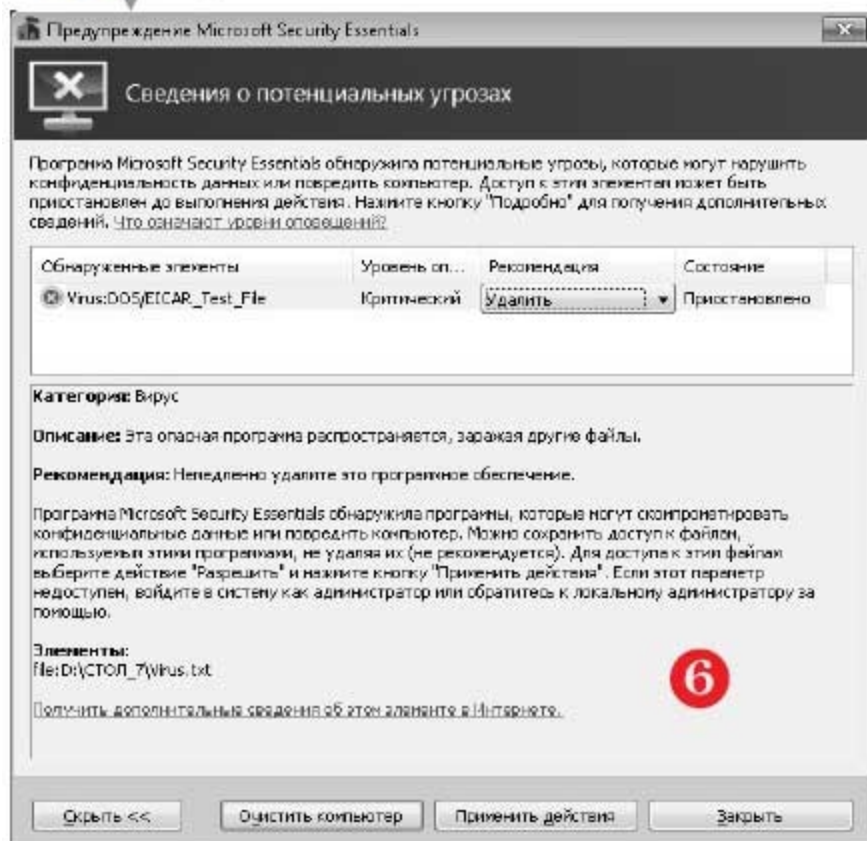 Предупреждение Microsoft Security Essentials
Сведения о потенциальных угрозах
Программа Microsoft Security Essentials обнаружила потенциальные угрозы, которые могут нарушить
конфиденциальность данных или повредить компьютер. Доступ к этим элементам может быть
приостановлен до выполнения действия. Нажмите кнопку "Подробно" для получения дополнительных
сведений. Что означают уровни оповещений?
Обнаруженные элементы Уровень оп... Рекомендация Состояние
Virus:DOS/EICAR_Test_File Критический Удалить Приостановлено
Категория: Вирус
Описание: Эта опасная программа распространяется, заражая другие файлы.
Рекомендация: Немедленно удалите это программное обеспечение.
Программа Microsoft Security Essentials обнаружила программы, которые могут скомпрометировать
конфиденциальные данные или повредить компьютер. Можно сохранить доступ к файлам,
используемым этими программами, не удаляя их (не рекомендуется). Для доступа к этим файлам
выберите действие "Разрешить" и нажмите кнопку "Применить действия". Если этот параметр
недоступен, войдите в систему как администратор или обратитесь к локальному администратору за
помощью.
Элементы:
file:D:\СТОЛ_7\Virus.txt
6
Получить дополнительные сведения об этом элементе в Интернете.
Скрыть << Очистить компьютер Применить действия Закрыть